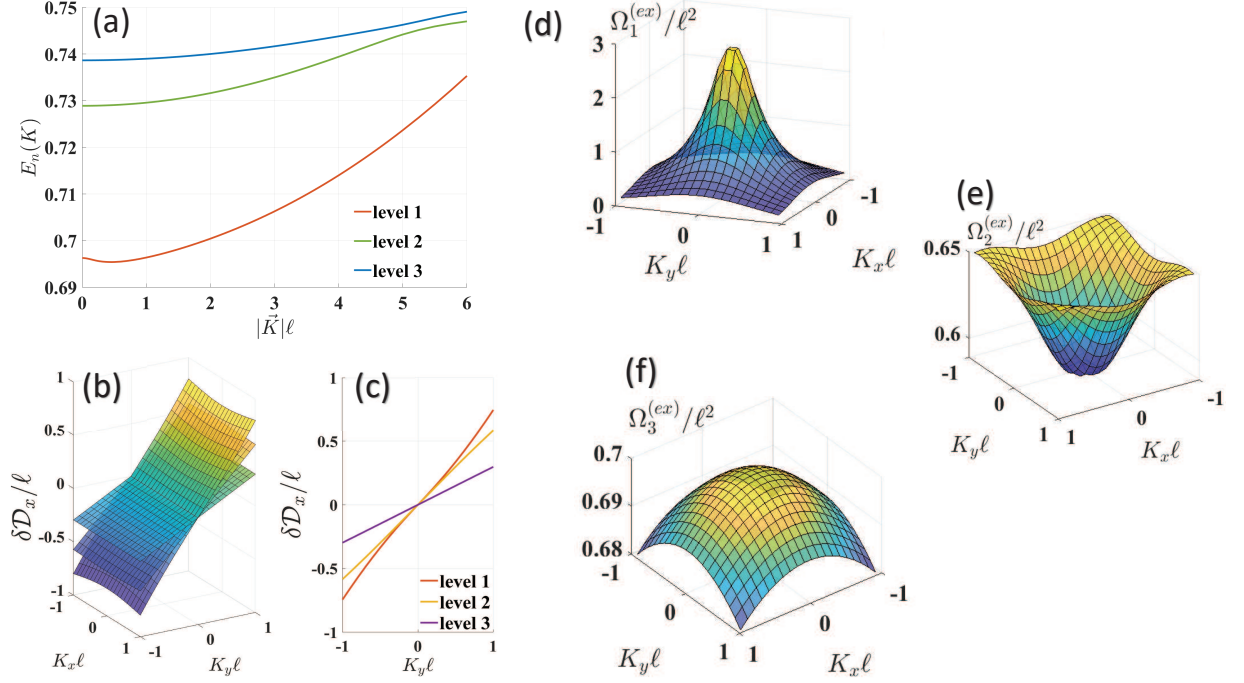 (a)
0.75
0.74
0.73
0.72
0.71
0.7
0.69
E_n(K)
0 1 2 3 4 5 6
|K⃗|ℓ
level 1
level 2
level 3
(b)
1
0.5
0
-0.5
-1
δD_x/ℓ
-1 0 1
K_xℓ
-1 0 1
K_yℓ
(c)
1
0.5
0
-0.5
-1
δD_x/ℓ
level 1
level 2
level 3
-1 0 1
K_yℓ
(d)
Ω_1^(ex)/ℓ^2
3
2
1
0
-1 0 1
K_yℓ
1 0 -1
K_xℓ
(e)
Ω_2^(ex)/ℓ^2
0.65
0.6
-1 0 1
K_yℓ
1 0 -1
K_xℓ
(f)
Ω_3^(ex)/ℓ^2
0.7
0.69
0.68
-1 0 1
K_yℓ
1 0 -1
K_xℓ